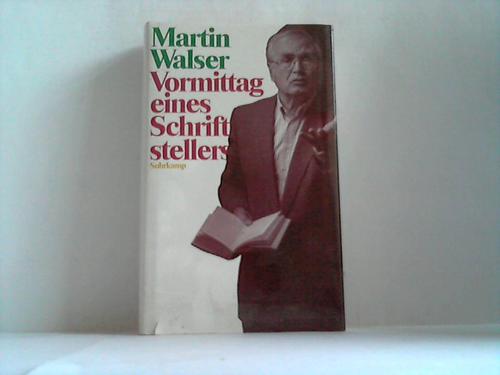 Martin
Walser
Vormittag
eines
Schrift
stellers
Suhrkamp